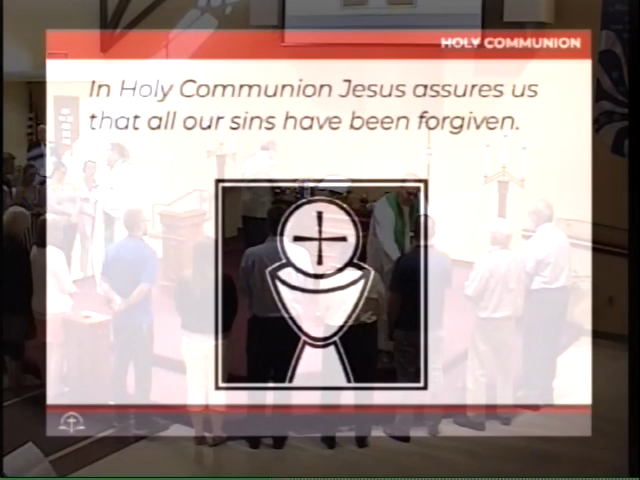 HOLY COMMUNION
In Holy Communion Jesus assures us
that all our sins have been forgiven.